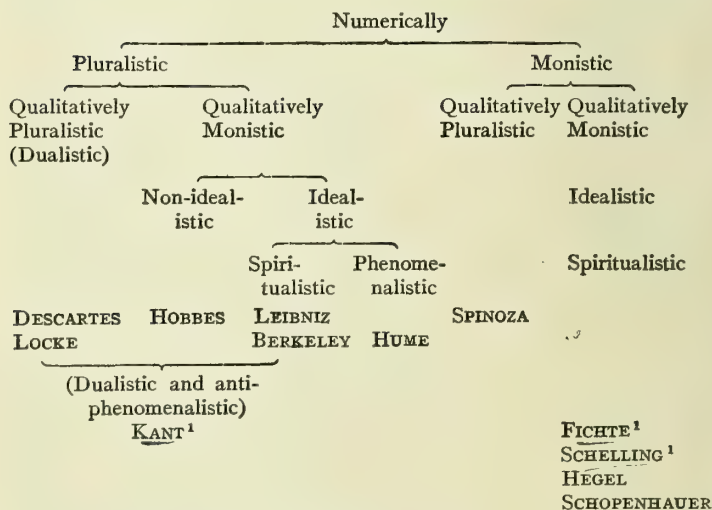 Numerically
Pluralistic Monistic
Qualitatively Qualitatively Qualitatively Qualitatively
Pluralistic Monistic Pluralistic Monistic
(Dualistic)
Non-ideal- Ideal- Idealistic
istic istic
Spiri- Phenome- Spiritualistic
tualistic nalistic
DESCARTES HOBBES LEIBNIZ SPINOZA
LOCKE BERKELEY HUME
(Dualistic and anti-
phenomenalistic)
KANT¹
FICHTE¹
SCHELLING¹
HEGEL
SCHOPENHAUER